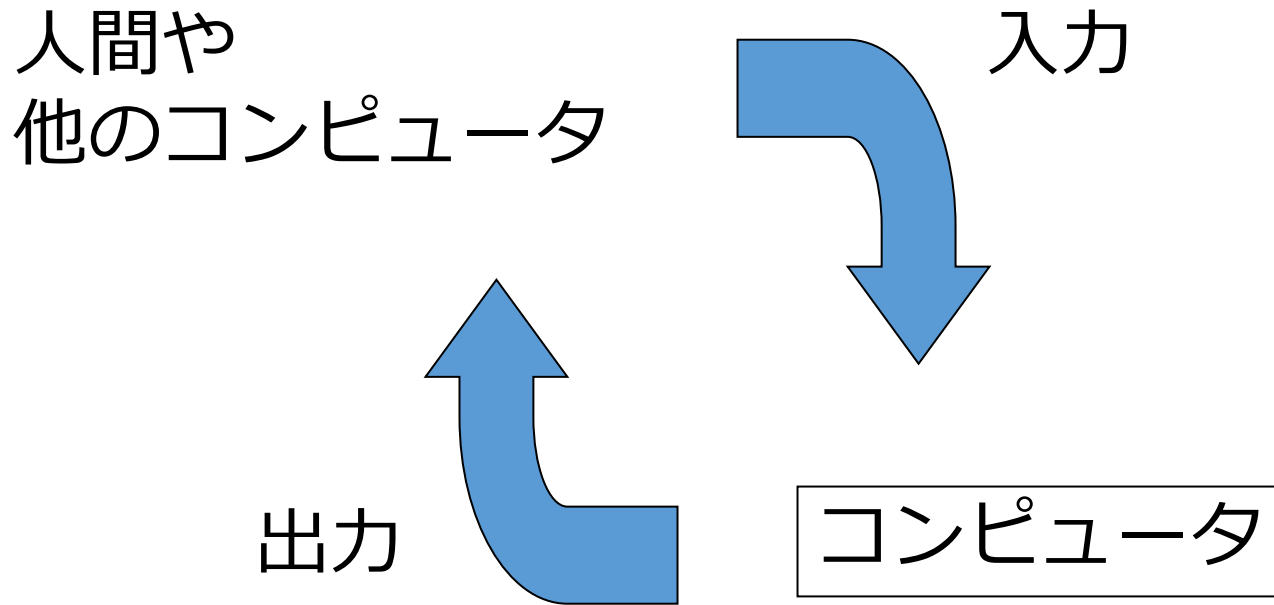 人間や
他のコンピュータ
入力
出力
コンピュータ